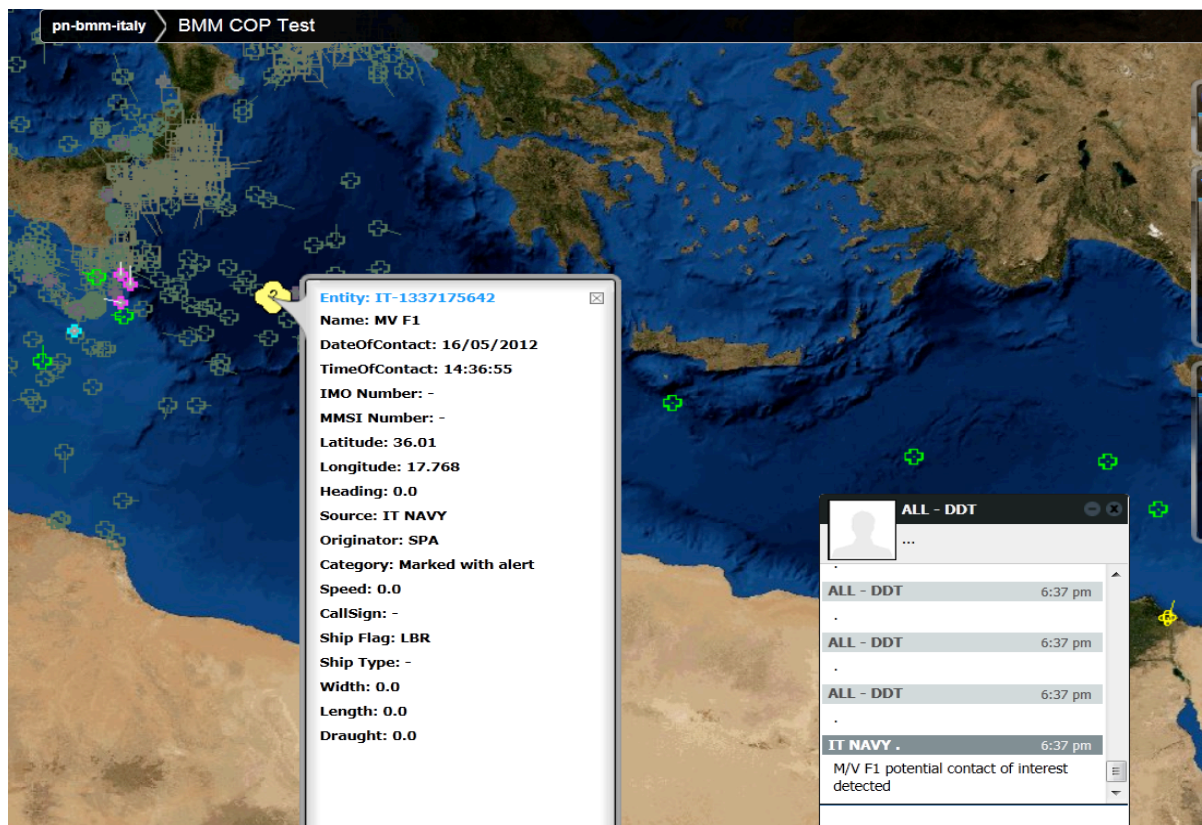 pn-bmm-italy
BMM COP Test
?
Entity: IT-1337175642
Name: MV F1
DateOfContact: 16/05/2012
TimeOfContact: 14:36:55
IMO Number: -
MMSI Number: -
Latitude: 36.01
Longitude: 17.768
Heading: 0.0
Source: IT NAVY
Originator: SPA
Category: Marked with alert
Speed: 0.0
CallSign: -
Ship Flag: LBR
Ship Type: -
Width: 0.0
Length: 0.0
Draught: 0.0
ALL - DDT
...
.
ALL - DDT 6:37 pm
.
ALL - DDT 6:37 pm
.
ALL - DDT 6:37 pm
.
IT NAVY . 6:37 pm
M/V F1 potential contact of interest
detected